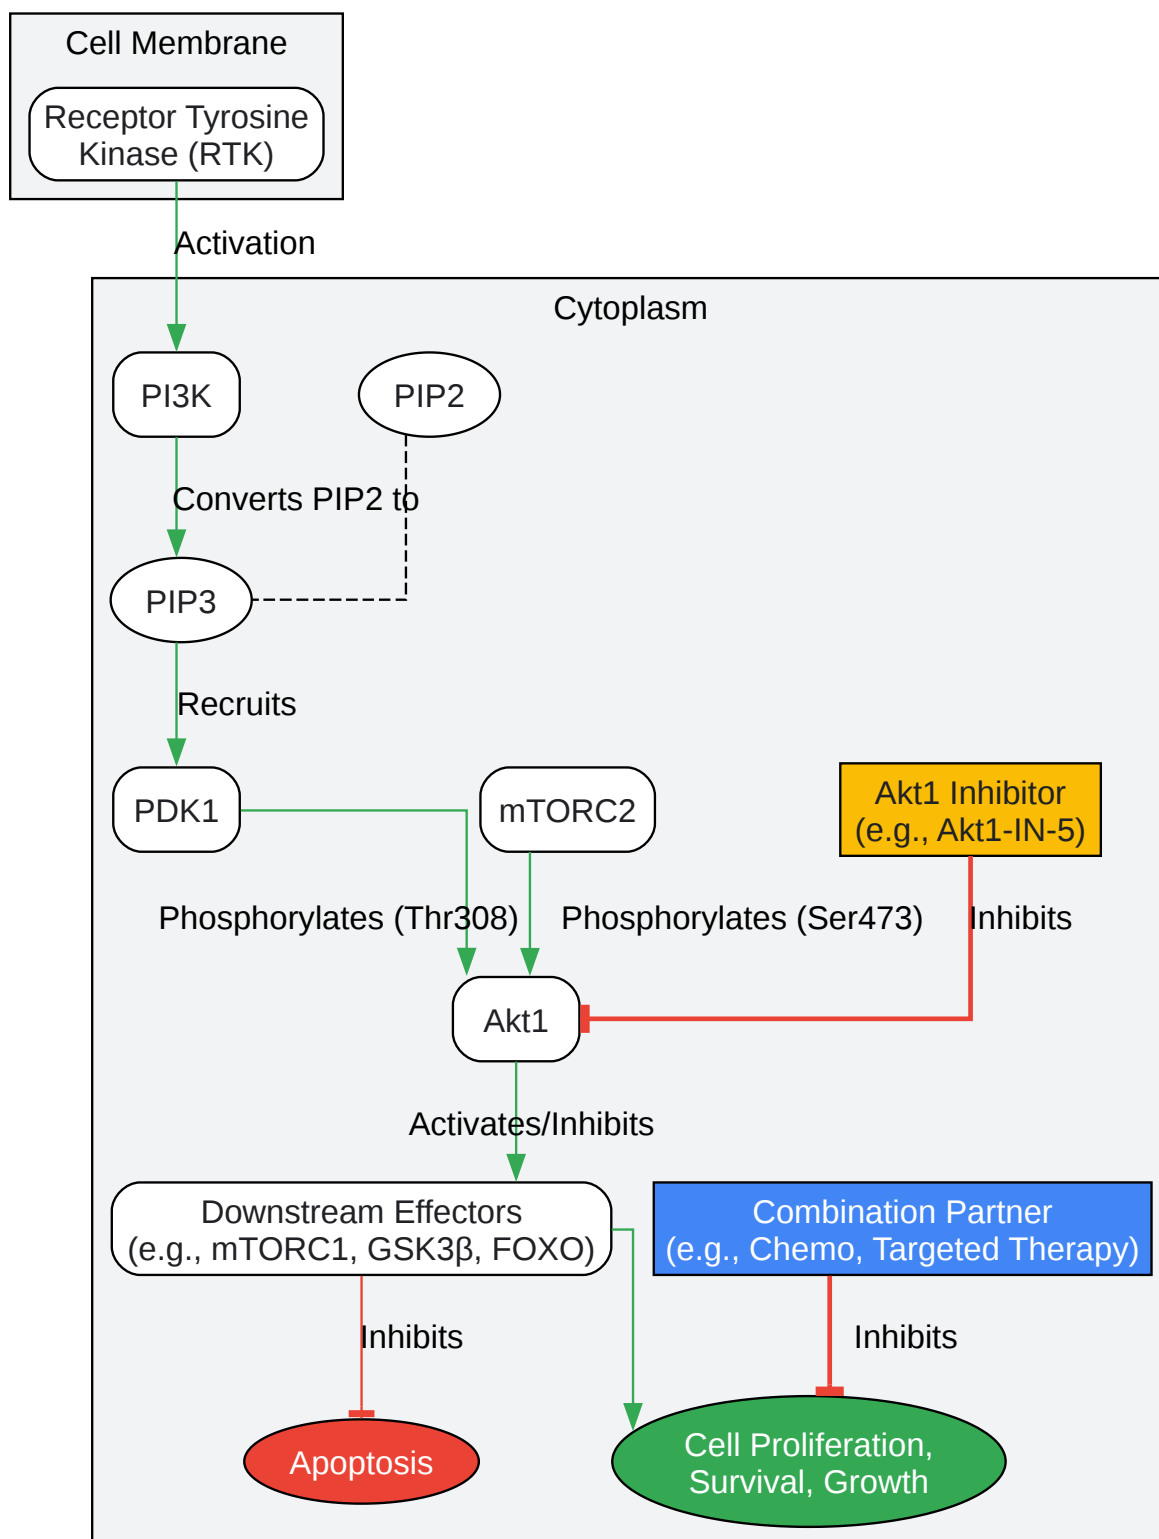 Cell Membrane
Receptor Tyrosine
Kinase (RTK)
Activation
Cytoplasm
PI3K
PIP2
Converts PIP2 to
PIP3
Recruits
PDK1
mTORC2
Akt1 Inhibitor
(e.g., Akt1-IN-5)
Phosphorylates (Thr308)
Phosphorylates (Ser473)
Inhibits
Akt1
Activates/Inhibits
Downstream Effectors
(e.g., mTORC1, GSK3β, FOXO)
Combination Partner
(e.g., Chemo, Targeted Therapy)
Inhibits
Inhibits
Apoptosis
Cell Proliferation,
Survival, Growth